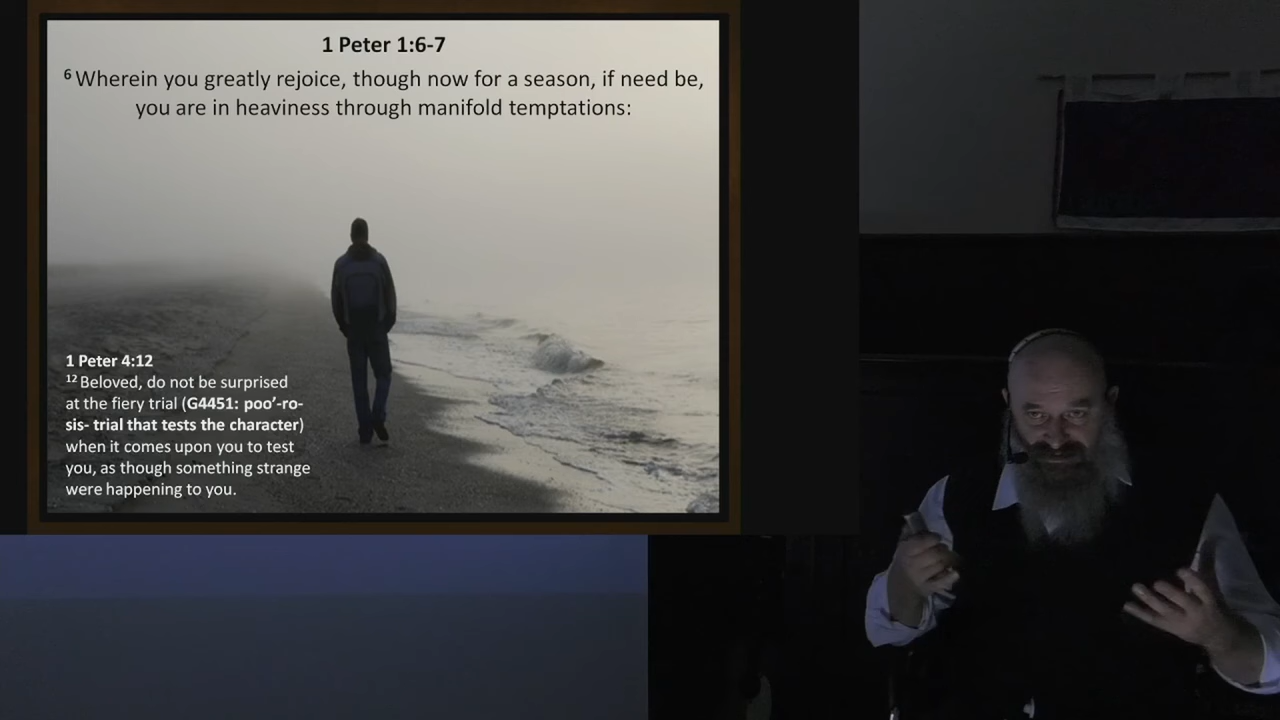 1 Peter 1:6-7
6 Wherein you greatly rejoice, though now for a season, if need be,
you are in heaviness through manifold temptations:
1 Peter 4:12
12 Beloved, do not be surprised
at the fiery trial (G4451: poo’-ro-
sis- trial that tests the character)
when it comes upon you to test
you, as though something strange
were happening to you.